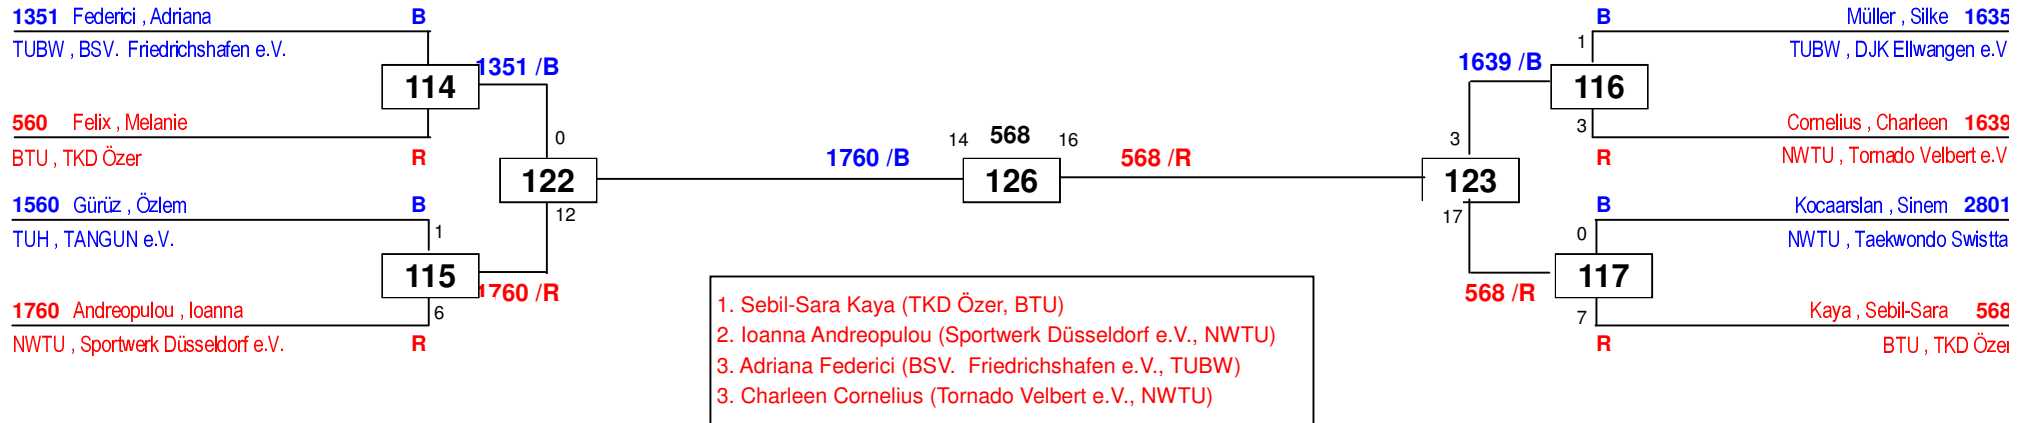 1351 Federici , Adriana B
TUBW , BSV. Friedrichshafen e.V.
114
1351 /B
560 Felix , Melanie
BTU , TKD Özer R
0
122
12
1560 Gürüz , Özlem B
TUH , TANGUN e.V.
1
115
1760 /R
6
1760 Andreopulou , Ioanna
NWTU , Sportwerk Düsseldorf e.V. R
1760 /B
14 568 16
126
568 /R
B Müller , Silke 1635
1
TUBW , DJK Ellwangen e.V
1639 /B
116
3
Cornelius , Charleen 1639
R NWTU , Tornado Velbert e.V
3
123
17
B Kocaarslan , Sinem 2801
0
NWTU , Taekwondo Swistta
117
568 /R
7
Kaya , Sebil-Sara 568
R BTU , TKD Özer
1. Sebil-Sara Kaya (TKD Özer, BTU)
2. Ioanna Andreopulou (Sportwerk Düsseldorf e.V., NWTU)
3. Adriana Federici (BSV. Friedrichshafen e.V., TUBW)
3. Charleen Cornelius (Tornado Velbert e.V., NWTU)